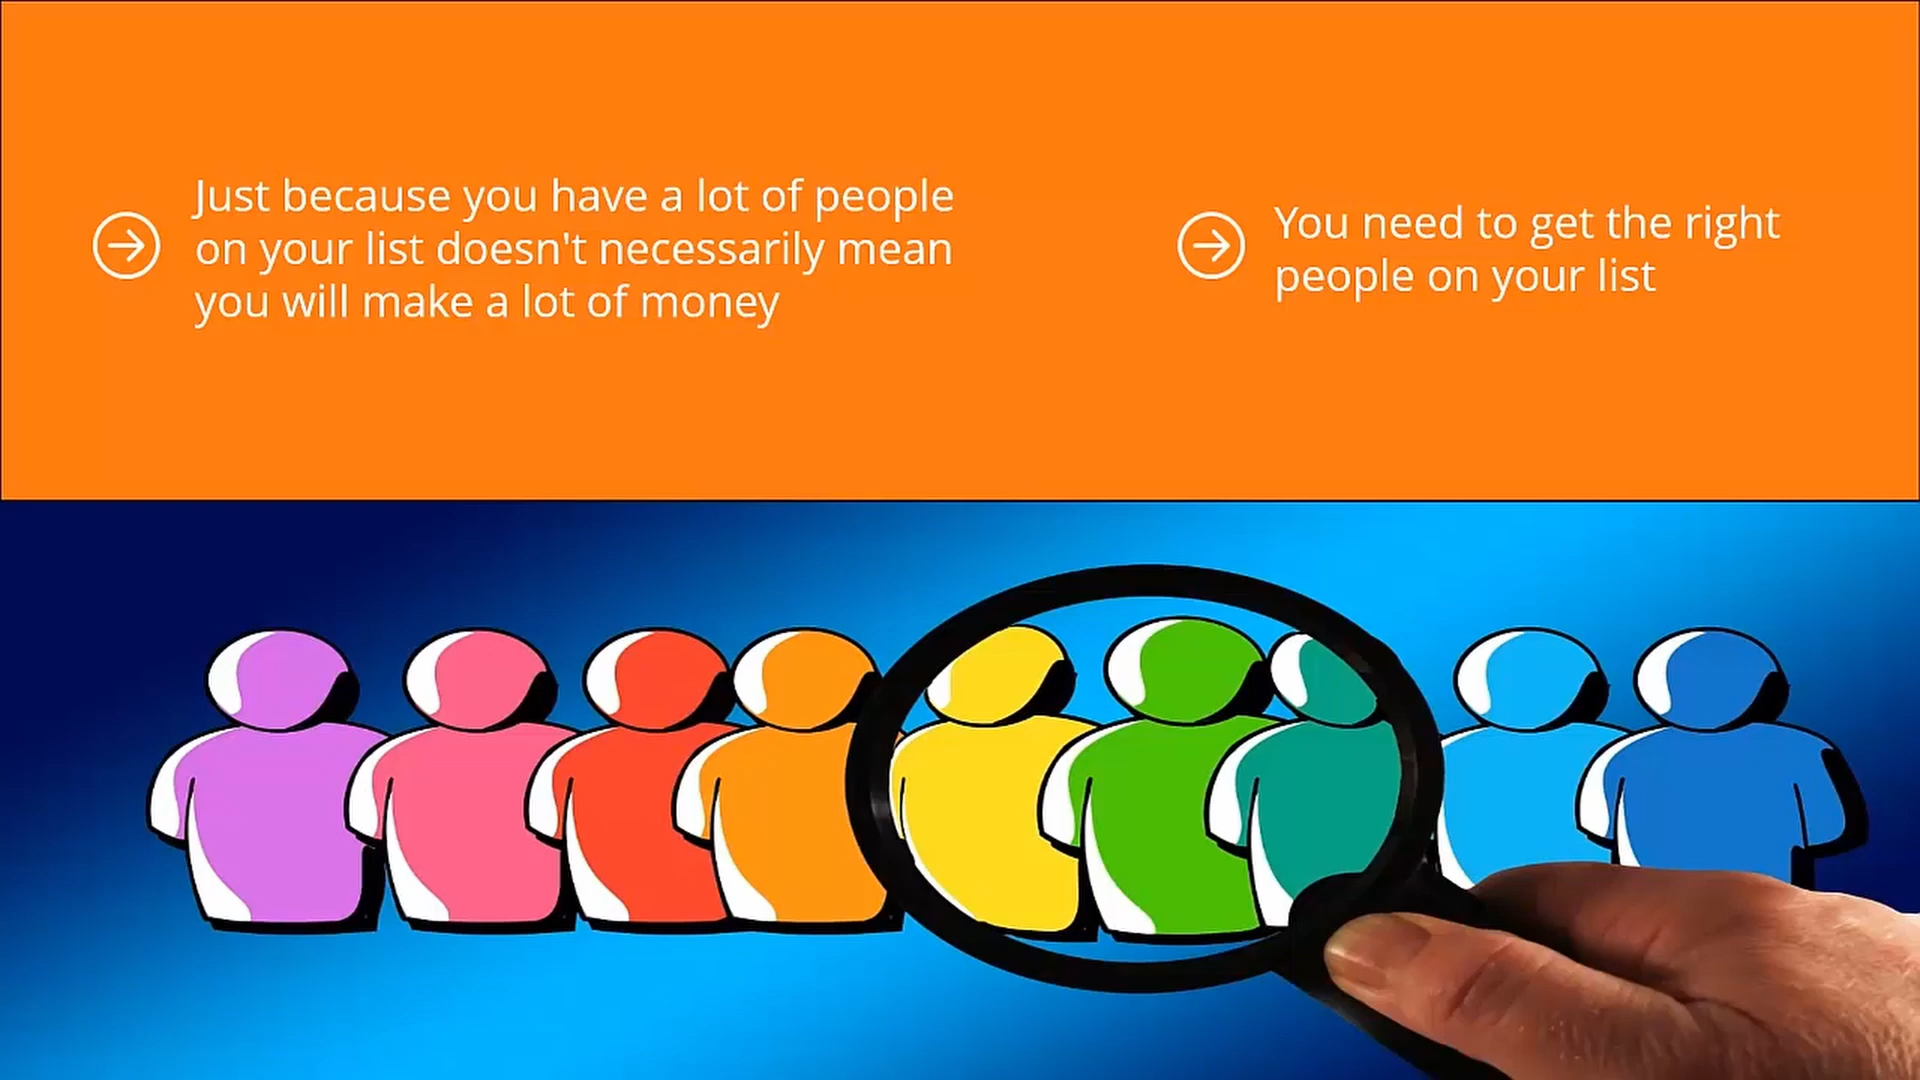 Just because you have a lot of people
on your list doesn't necessarily mean
you will make a lot of money
You need to get the right
people on your list